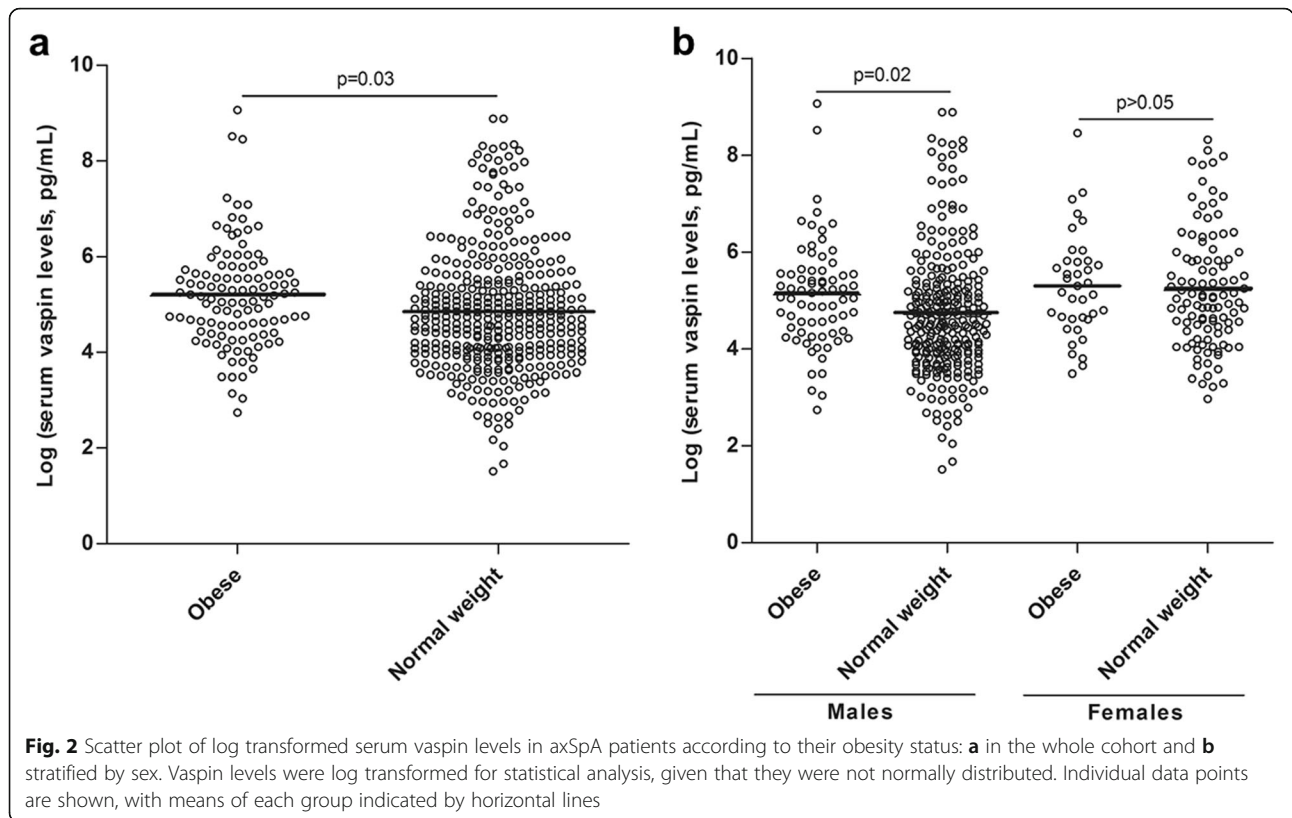 a
10
8
6
4
2
0
Log (serum vaspin levels, pg/mL)
p=0.03
Obese
Normal weight
b
10
8
6
4
2
0
Log (serum vaspin levels, pg/mL)
p=0.02
p>0.05
Obese
Normal weight
Obese
Normal weight
Males
Females
Fig. 2 Scatter plot of log transformed serum vaspin levels in axSpA patients according to their obesity status: a in the whole cohort and b
stratified by sex. Vaspin levels were log transformed for statistical analysis, given that they were not normally distributed. Individual data points
are shown, with means of each group indicated by horizontal lines